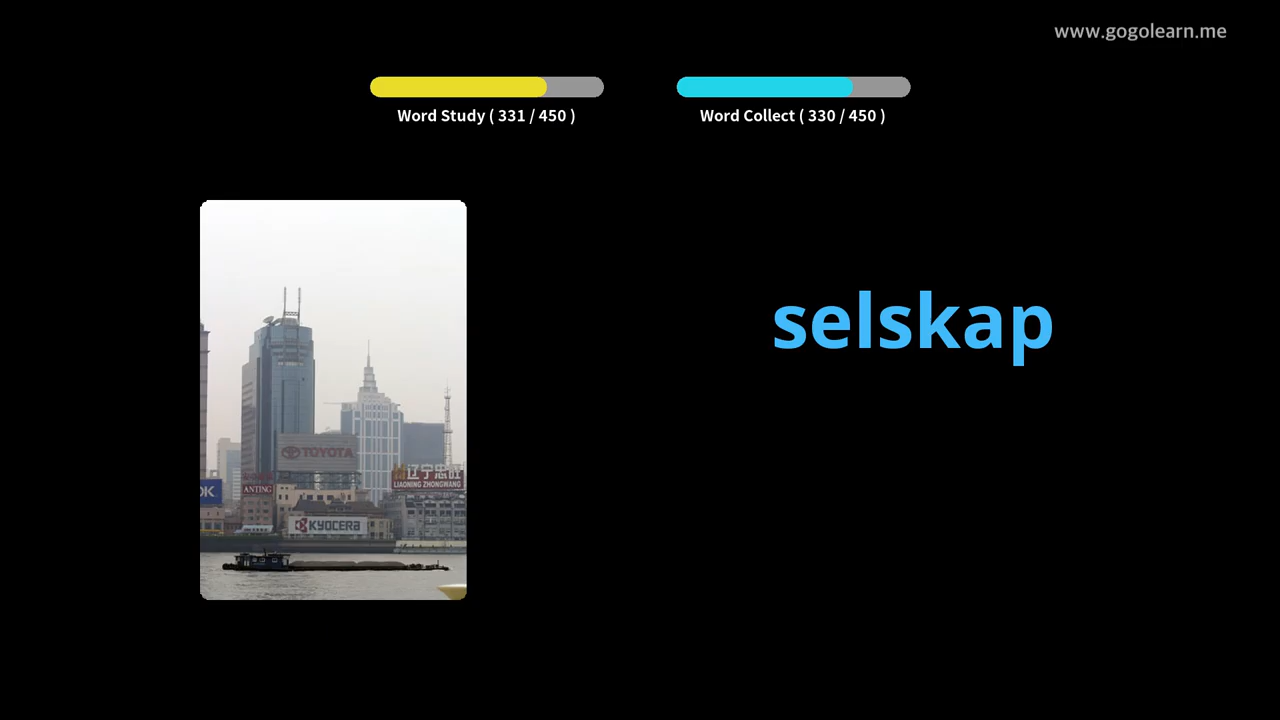 www.gogolearn.me
Word Study ( 331 / 450 )
Word Collect ( 330 / 450 )
selskap
TOYOTA
辽宁忠旺
LIAONING ZHONGWANG
OK
ANTING
KYOCERA